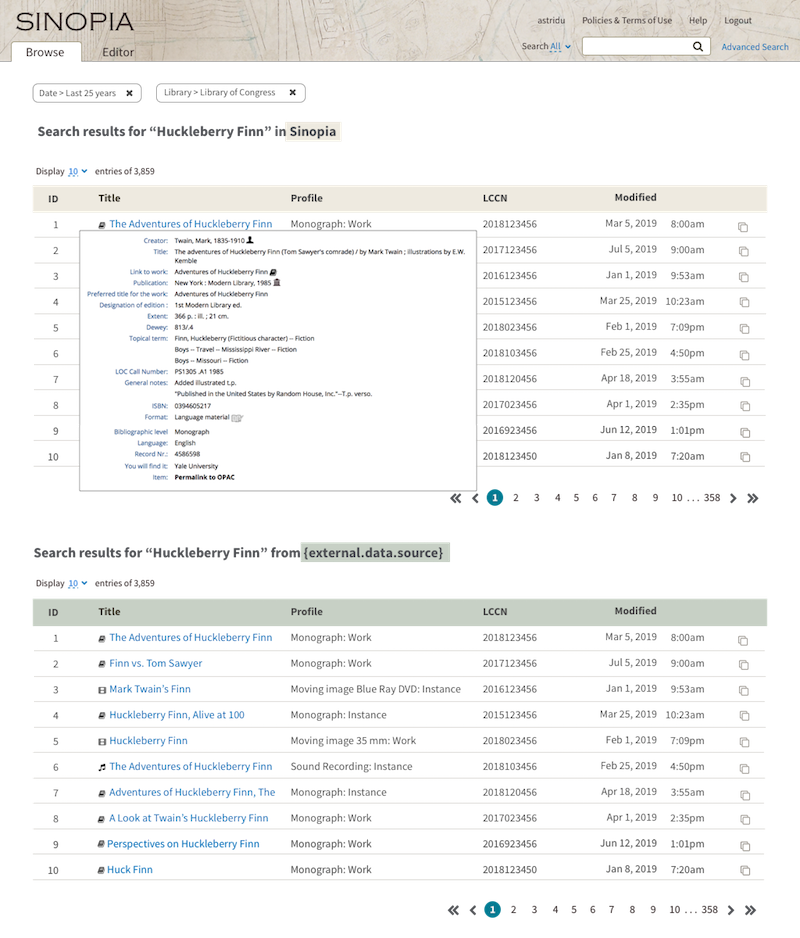 SINOPIA
astridu Policies & Terms of Use Help Logout
Browse Editor
Search All Advanced Search
Date > Last 25 years ✖ Library > Library of Congress ✖
Search results for “Huckleberry Finn” in Sinopia
Display 10 entries of 3,859
ID Title Profile LCCN Modified
1 The Adventures of Huckleberry Finn Monograph: Work 2018123456 Mar 5, 2019 8:00am
2 2017123456 Jul 5, 2019 9:00am
3 2016123456 Jan 1, 2019 9:53am
4 2015123456 Mar 25, 2019 10:23am
5 2018023456 Feb 1, 2019 7:09pm
6 2018103456 Feb 25, 2019 4:50pm
7 2018120456 Apr 18, 2019 3:55am
8 2017023456 Apr 1, 2019 2:35pm
9 2016923456 Jun 12, 2019 1:01pm
10 2018123450 Jan 8, 2019 7:20am
Creator: Twain, Mark, 1835-1910
Title: The adventures of Huckleberry Finn (Tom Sawyer's comrade) / by Mark Twain ; illustrations by E.W.
Kemble
Link to work: Adventures of Huckleberry Finn
Publication: New York : Modern Library, 1985
Preferred title for the work: Adventures of Huckleberry Finn
Designation of edition : 1st Modern Library ed.
Extent: 366 p. : ill. ; 21 cm.
Dewey: 813/.4
Topical term: Finn, Huckleberry (Fictitious character) -- Fiction
Boys -- Travel -- Mississippi River -- Fiction
Boys -- Missouri -- Fiction
LOC Call Number: PS1305 .A1 1985
General notes: Added illustrated t.p.
"Published in the United States by Random House, Inc."--T.p. verso.
ISBN: 0394605217
Format: Language material
Bibliographic level Monograph
Language: English
Record Nr.: 4586598
You will find it: Yale University
Item: Permalink to OPAC
1 2 3 4 5 6 7 8 9 10 ... 358
Search results for “Huckleberry Finn” from {external.data.source}
Display 10 entries of 3,859
ID Title Profile LCCN Modified
1 The Adventures of Huckleberry Finn Monograph: Work 2018123456 Mar 5, 2019 8:00am
2 Finn vs. Tom Sawyer Monograph: Work 2017123456 Jul 5, 2019 9:00am
3 Mark Twain’s Finn Moving image Blue Ray DVD: Instance 2016123456 Jan 1, 2019 9:53am
4 Huckleberry Finn, Alive at 100 Monograph: Instance 2015123456 Mar 25, 2019 10:23am
5 Huckleberry Finn Moving image 35 mm: Work 2018023456 Feb 1, 2019 7:09pm
6 The Adventures of Huckleberry Finn Sound Recording: Instance 2018103456 Feb 25, 2019 4:50pm
7 Adventures of Huckleberry Finn, The Monograph: Instance 2018120456 Apr 18, 2019 3:55am
8 A Look at Twain’s Huckleberry Finn Monograph: Work 2017023456 Apr 1, 2019 2:35pm
9 Perspectives on Huckleberry Finn Monograph: Work 2016923456 Jun 12, 2019 1:01pm
10 Huck Finn Monograph: Work 2018123450 Jan 8, 2019 7:20am
1 2 3 4 5 6 7 8 9 10 ... 358